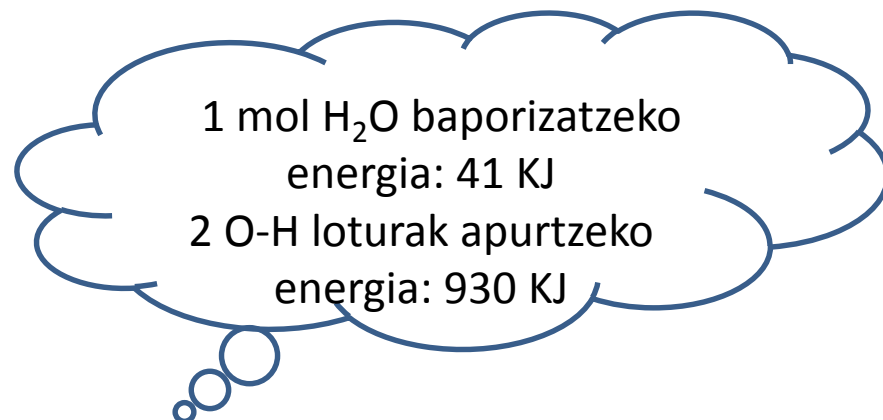 1 mol H₂O baporizatzeko
energia: 41 KJ
2 O-H loturak apurtzeko
energia: 930 KJ